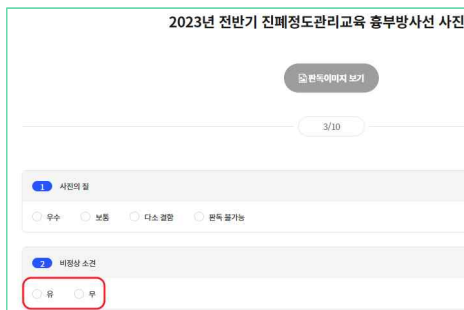 2023년 전반기 진폐정도관리교육 흉부방사선 사진
판독이미지 보기
3/10
1 사진의 질
우수 보통 다소 결함 판독 불가능
2 비정상 소견
유 무